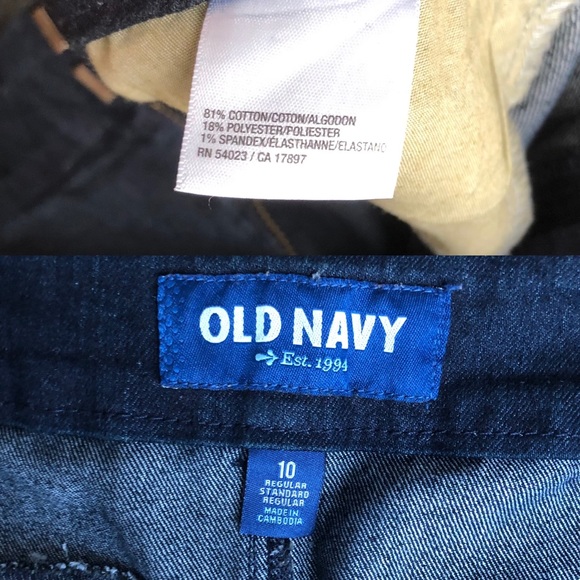 81% COTTON/COTON/ALGODON
18% POLYESTER/POLIESTER
1% SPANDEX/ÉLASTHANNE/ELASTANO
RN 54023 / CA 17897
OLD NAVY
Est. 1994
10
REGULAR
STANDARD
REGULAR
MADE IN
CAMBODIA